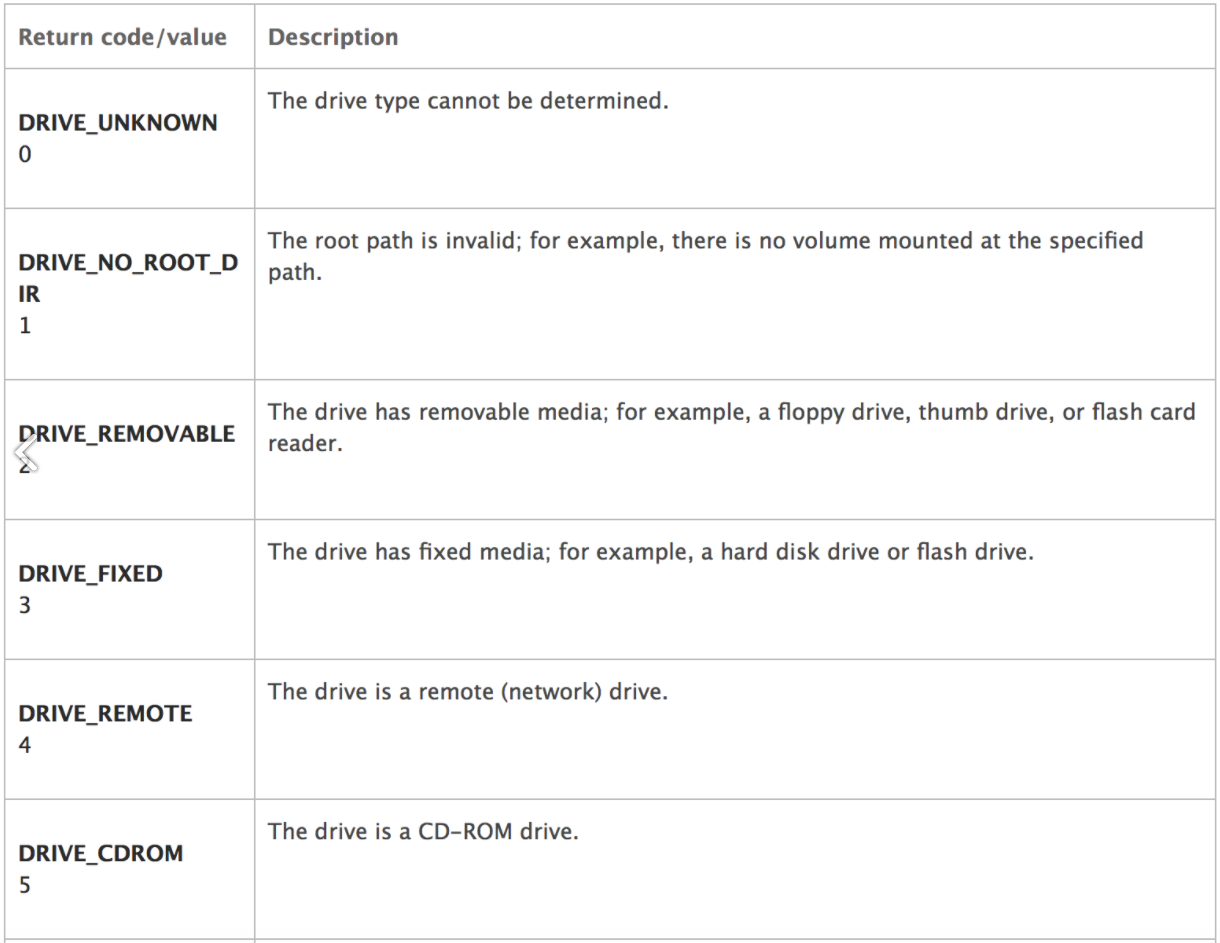 Return code/value
Description
DRIVE_UNKNOWN
0
The drive type cannot be determined.
DRIVE_NO_ROOT_D
IR
1
The root path is invalid; for example, there is no volume mounted at the specified
path.
DRIVE_REMOVABLE
2
The drive has removable media; for example, a floppy drive, thumb drive, or flash card
reader.
DRIVE_FIXED
3
The drive has fixed media; for example, a hard disk drive or flash drive.
DRIVE_REMOTE
4
The drive is a remote (network) drive.
DRIVE_CDROM
5
The drive is a CD-ROM drive.